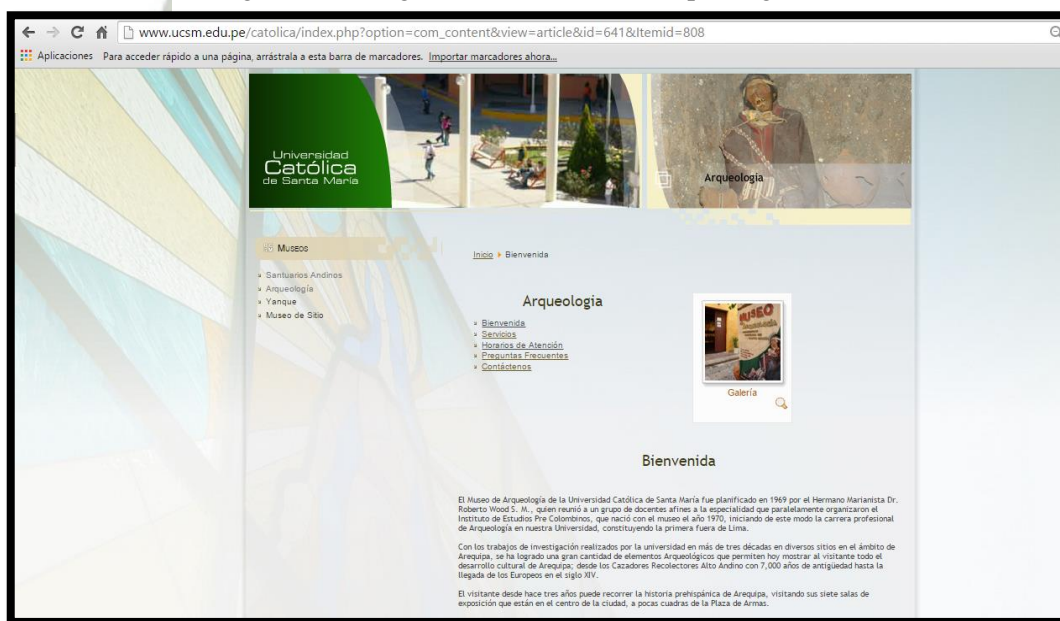 www.ucsm.edu.pe/catolica/index.php?option=com_content&view=article&id=641&Itemid=808
Aplicaciones Para acceder rápido a una página, arrástrala a esta barra de marcadores. Importar marcadores ahora...
Universidad
Católica
de Santa María
Arqueología
MUSEOS
Santuarios Andinos
Arqueología
Yanque
Museo de Sitio
Inicio Bienvenida
Arqueologia
Bienvenida
Servicios
Horarios de Atención
Preguntas Frecuentes
Contáctenos
MUSEO
Galería
Bienvenida
El Museo de Arqueología de la Universidad Católica de Santa María fue planificado en 1969 por el Hermano Marianista Dr.
Roberto Wood S. M., quien reunió a un grupo de docentes afines a la especialidad que paralelamente organizaron el
Instituto de Estudios Pre Colombinos, que nació con el museo el año 1970, iniciando de este modo la carrera profesional
de Arqueología en nuestra Universidad, constituyendo la primera fuera de Lima.
Con los trabajos de investigación realizados por la universidad en más de tres décadas en diversos sitios en el ámbito de
Arequipa, se ha logrado una gran cantidad de elementos Arqueológicos que permiten hoy mostrar al visitante todo el
desarrollo cultural de Arequipa; desde los Cazadores Recolectores Alto Andino con 7,000 años de antigüedad hasta la
llegada de los Europeos en el siglo XIV.
El visitante desde hace tres años puede recorrer la historia prehispánica de Arequipa, visitando sus siete salas de
exposición que están en el centro de la ciudad, a pocas cuadras de la Plaza de Armas.